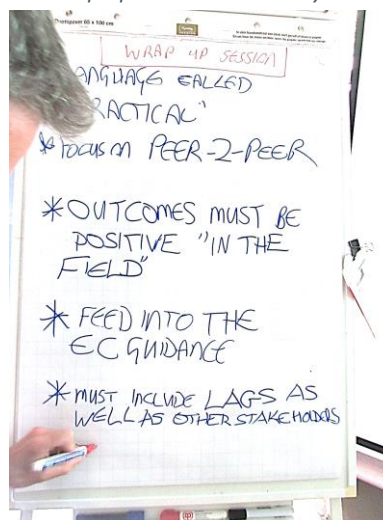 WRAP UP SESSION
ANGUAGE CALLED
RACTICAL"
* FOCUS ON PEER-2-PEER
* OUTCOMES MUST BE
POSITIVE "IN THE
FIELD"
* FEED INTO THE
EC GUIDANCE
* MUST INCLUDE LAGS AS
WELL AS OTHER STAKEHOLDERS